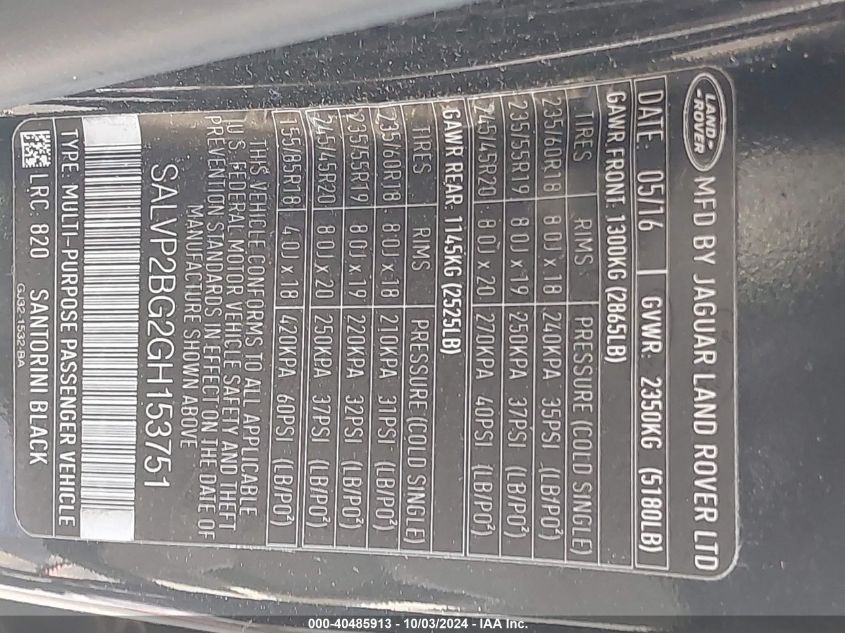 LAND ROVER MFD BY JAGUAR LAND ROVER LTD
DATE: 05/16 GVWR: 2350KG (5180LB)
GAWR FRONT: 1300KG (2865LB)
TIRES RIMS PRESSURE (COLD SINGLE)
235/60R18 8.0J x 18 240KPA 35PSI (LB/PO²)
235/55R19 8.0J x 19 250KPA 37PSI (LB/PO²)
245/45R20 8.0J x 20 270KPA 40PSI (LB/PO²)
GAWR REAR: 1145KG (2525LB)
TIRES RIMS PRESSURE (COLD SINGLE)
235/60R18 8.0J x 18 210KPA 31PSI (LB/PO²)
235/55R19 8.0J x 19 220KPA 32PSI (LB/PO²)
245/45R20 8.0J x 20 250KPA 37PSI (LB/PO²)
155/85R18 4.0J x 18 420KPA 60PSI (LB/PO²)
THIS VEHICLE CONFORMS TO ALL APPLICABLE
U.S. FEDERAL MOTOR VEHICLE SAFETY AND THEFT
PREVENTION STANDARDS IN EFFECT ON THE DATE OF
MANUFACTURE SHOWN ABOVE
SALVP2BG2GH153751
TYPE: MULTI-PURPOSE PASSENGER VEHICLE
LRC: 820 SANTORINI BLACK
GJ32-1532-BA
000-40485913 - 10/03/2024 - IAA Inc.